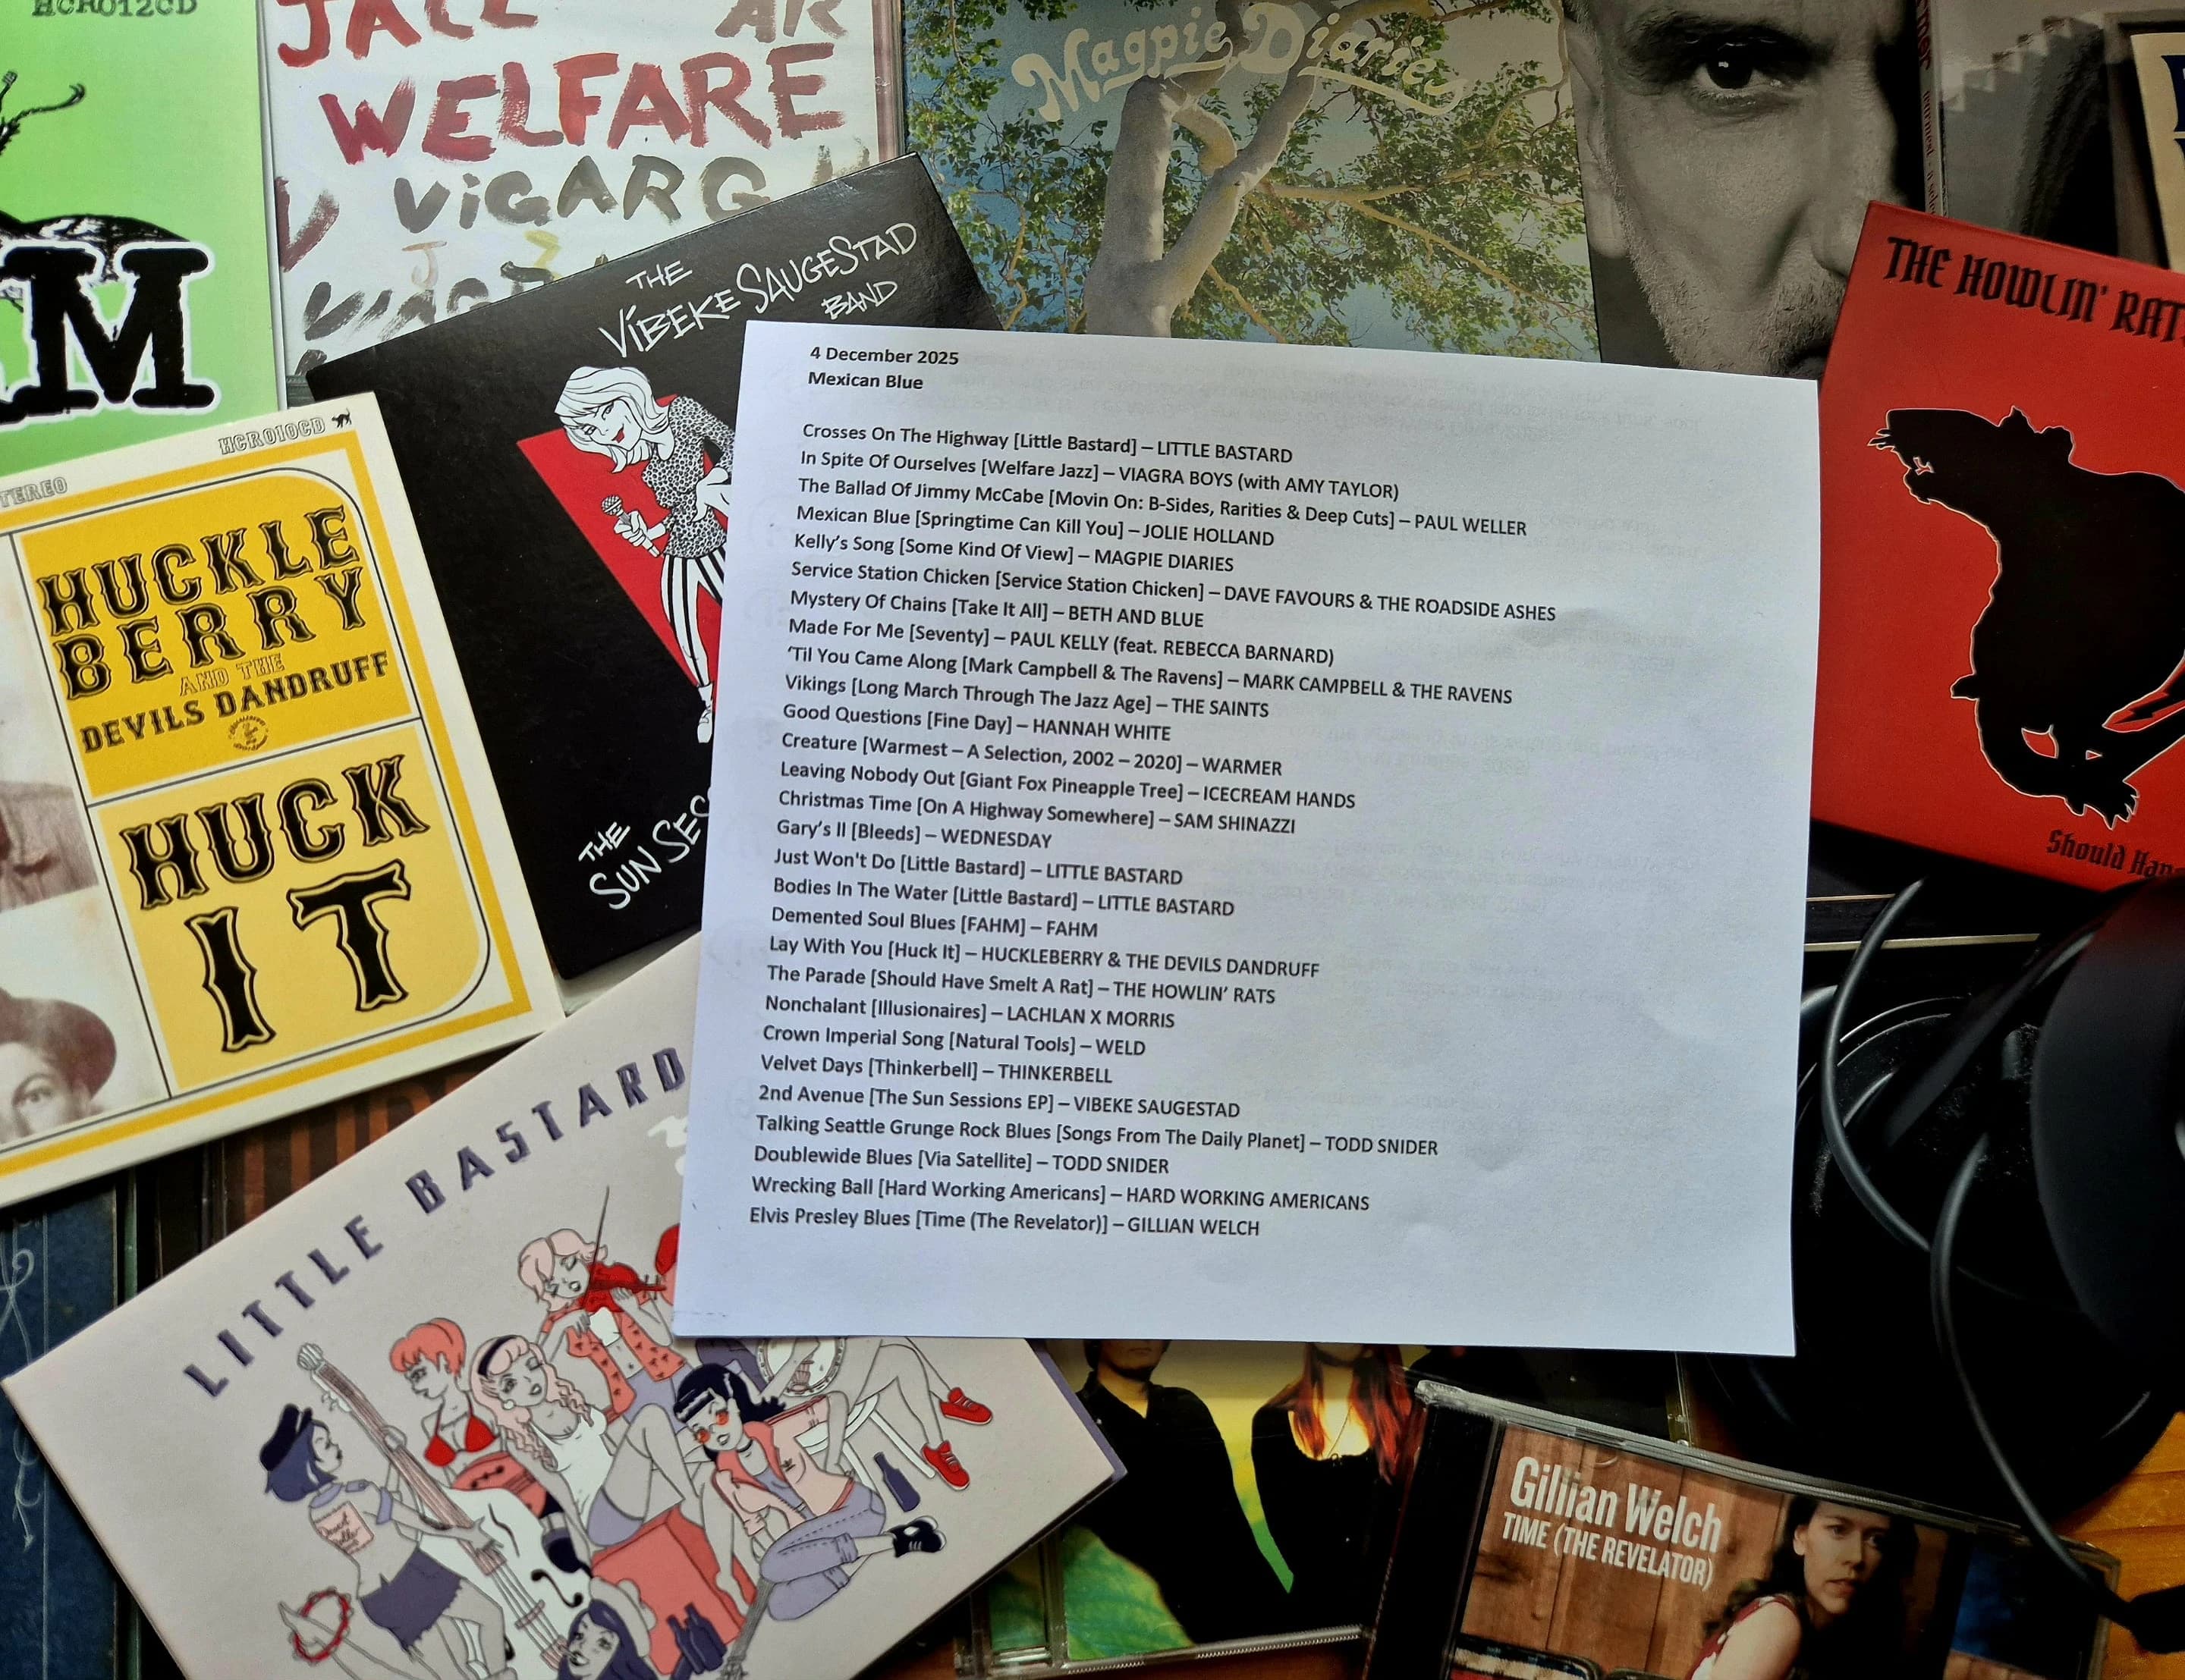 HCR012CD
JAZZ
WELFARE
ViGARG
M
Magpie Diaries
THE
VIBEKE SAUGESTAD
BAND
THE HOWLIN' RATS
HCR010CD
STEREO
HUCKLE
BERRY
AND THE
DEVILS DANDRUFF
HUCK
IT
THE
SUN SES
Should Hav
4 December 2025
Mexican Blue
Crosses On The Highway [Little Bastard] – LITTLE BASTARD
In Spite Of Ourselves [Welfare Jazz] – VIAGRA BOYS (with AMY TAYLOR)
The Ballad Of Jimmy McCabe [Movin On: B-Sides, Rarities & Deep Cuts] – PAUL WELLER
Mexican Blue [Springtime Can Kill You] – JOLIE HOLLAND
Kelly's Song [Some Kind Of View] – MAGPIE DIARIES
Service Station Chicken [Service Station Chicken] – DAVE FAVOURS & THE ROADSIDE ASHES
Mystery Of Chains [Take It All] – BETH AND BLUE
Made For Me [Seventy] – PAUL KELLY (feat. REBECCA BARNARD)
'Til You Came Along [Mark Campbell & The Ravens] – MARK CAMPBELL & THE RAVENS
Vikings [Long March Through The Jazz Age] – THE SAINTS
Good Questions [Fine Day] – HANNAH WHITE
Creature [Warmest – A Selection, 2002 – 2020] – WARMER
Leaving Nobody Out [Giant Fox Pineapple Tree] – ICECREAM HANDS
Christmas Time [On A Highway Somewhere] – SAM SHINAZZI
Gary's II [Bleeds] – WEDNESDAY
Just Won't Do [Little Bastard] – LITTLE BASTARD
Bodies In The Water [Little Bastard] – LITTLE BASTARD
Demented Soul Blues [FAHM] – FAHM
Lay With You [Huck It] – HUCKLEBERRY & THE DEVILS DANDRUFF
The Parade [Should Have Smelt A Rat] – THE HOWLIN' RATS
Nonchalant [Illusionaires] – LACHLAN X MORRIS
Crown Imperial Song [Natural Tools] – WELD
Velvet Days [Thinkerbell] – THINKERBELL
2nd Avenue [The Sun Sessions EP] – VIBEKE SAUGESTAD
Talking Seattle Grunge Rock Blues [Songs From The Daily Planet] – TODD SNIDER
Doublewide Blues [Via Satellite] – TODD SNIDER
Wrecking Ball [Hard Working Americans] – HARD WORKING AMERICANS
Elvis Presley Blues [Time (The Revelator)] – GILLIAN WELCH
LITTLE BASTARD
Gillian Welch
TIME (THE REVELATOR)